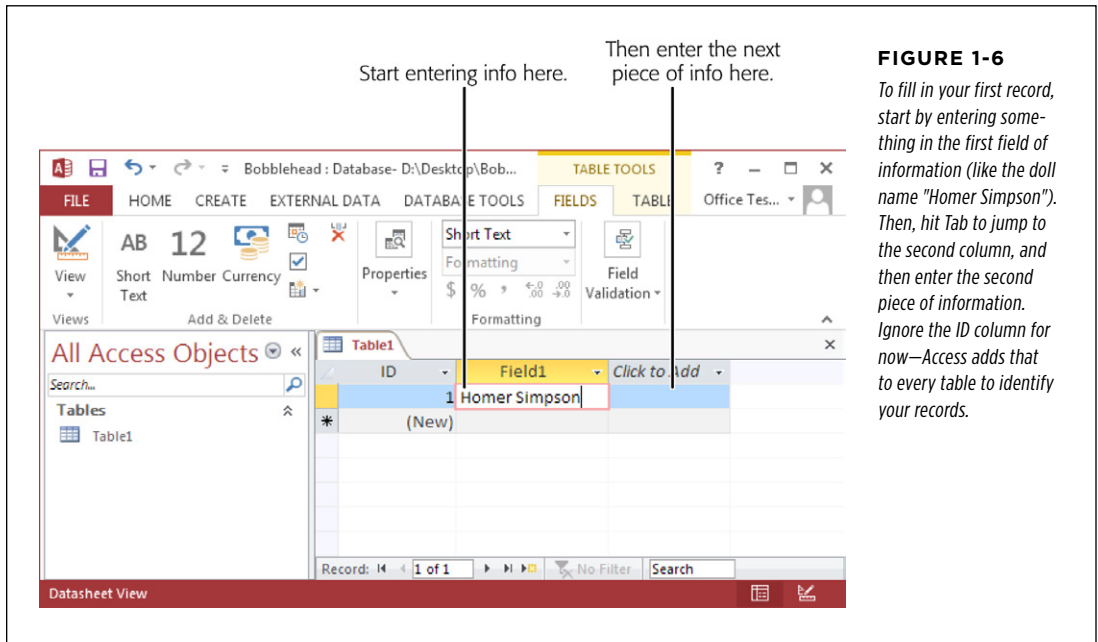 Start entering info here.
Then enter the next
piece of info here.
FIGURE 1-6
To fill in your first record,
start by entering some-
thing in the first field of
information (like the doll
name "Homer Simpson").
Then, hit Tab to jump to
the second column, and
then enter the second
piece of information.
Ignore the ID column for
now—Access adds that
to every table to identify
your records.
Bobblehead : Database- D:\Desktop\Bob... TABLE TOOLS ?
FILE HOME CREATE EXTERNAL DATA DATABASE TOOLS FIELDS TABLE Office Tes...
View
AB
Short
Text
12
Number
Currency
Properties
Short Text
Formatting
$ % , .0 .00 .00 .0
Field
Validation
Views Add & Delete Formatting
All Access Objects «
Search...
Tables
Table1
Table1
ID Field1 Click to Add
1 Homer Simpson
* (New)
Record: 1 of 1 No Filter Search
Datasheet View